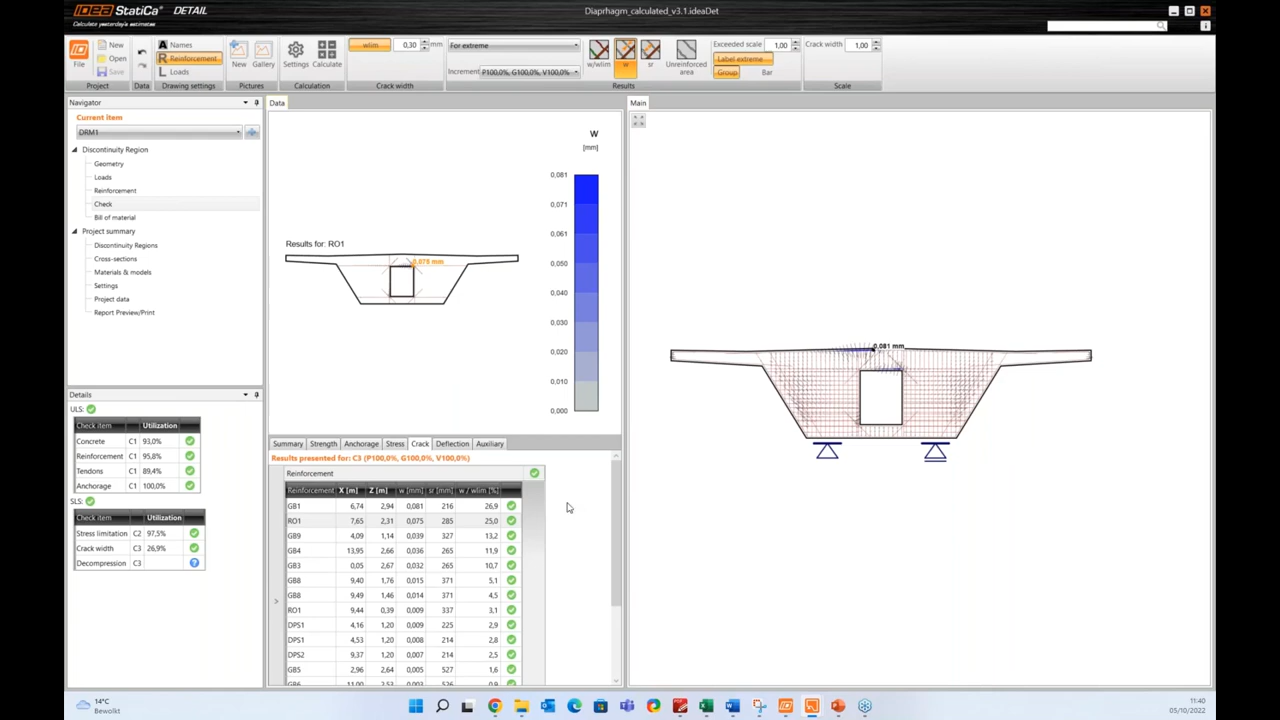 IDEA StatiCa DETAIL
Calculate yesterday's estimates
Diaprhagm_calculated_v3.1.ideaDet
File
New
Open
Save
Project
Data
Names
Reinforcement
Loads
Drawing settings
New
Gallery
Pictures
Settings
Calculate
Calculation
wlim
0,30
mm
Crack width
For extreme
Increment P100,0%, G100,0%, V100,0%
w/wlim
w
sr
Unreinforced
area
Exceeded scale
1,00
Label extreme
Group
Bar
Results
Crack width
1,00
Scale
Navigator
Current item
DRM1
Discontinuity Region
Geometry
Loads
Reinforcement
Check
Bill of material
Project summary
Discontinuity Regions
Cross-sections
Materials & models
Settings
Project data
Report Preview/Print
Details
ULS:
Check item Utilization
Concrete C1 93,0%
Reinforcement C1 95,8%
Tendons C1 89,4%
Anchorage C1 100,0%
SLS:
Check item Utilization
Stress limitation C2 97,5%
Crack width C3 26,9%
Decompression C3
Data
W
[mm]
0,081
0,071
0,061
0,050
0,040
0,030
0,020
0,010
0,000
Results for: RO1
0.075 mm
Summary Strength Anchorage Stress Crack Deflection Auxiliary
Results presented for: C3 (P100,0%, G100,0%, V100,0%)
Reinforcement
Reinforcement X [m] Z [m] w [mm] sr [mm] w / wlim [%]
GB1 6,74 2,94 0,081 216 26,9
RO1 7,65 2,31 0,075 285 25,0
GB9 4,09 1,14 0,039 327 13,2
GB4 13,95 2,66 0,036 265 11,9
GB3 0,05 2,67 0,032 265 10,7
GB8 9,40 1,76 0,015 371 5,1
GB8 9,49 1,46 0,014 371 4,5
RO1 9,44 0,39 0,009 337 3,1
DPS1 4,16 1,20 0,009 225 2,9
DPS1 4,53 1,20 0,008 214 2,8
DPS2 9,37 1,20 0,007 214 2,5
GB5 2,96 2,64 0,005 527 1,6
GB6 11,00 2,53 0,003 526 0,9
Main
0,081 mm
14°C
Bewolkt
11:40
05/10/2022